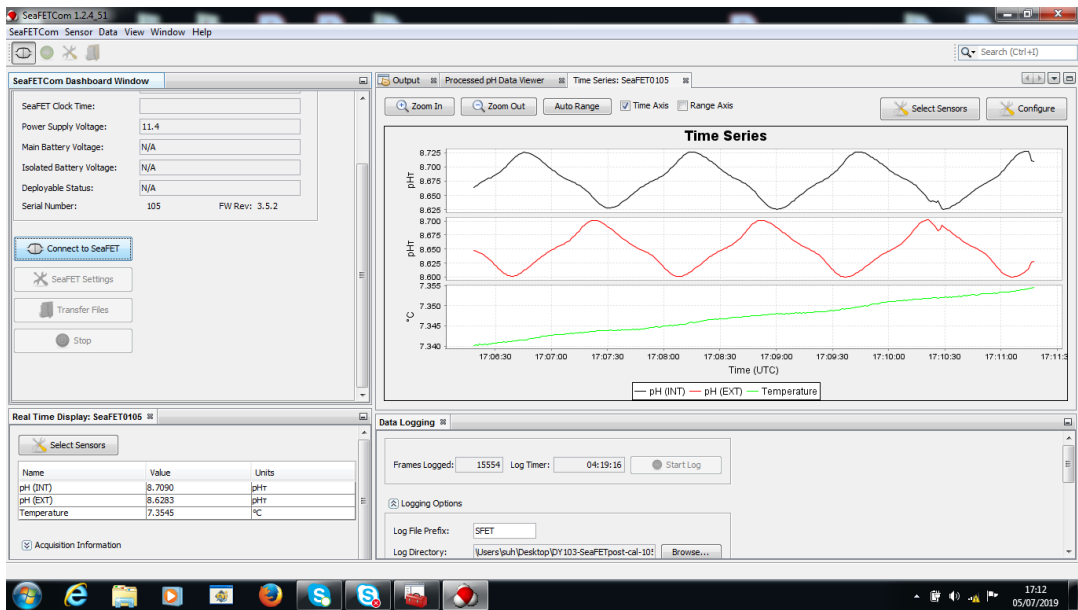 SeaFETCom 1.2.4_51
SeaFETCom Sensor Data View Window Help
Search (Ctrl+I)
SeaFETCom Dashboard Window
SeaFET Clock Time:
Power Supply Voltage: 11.4
Main Battery Voltage: N/A
Isolated Battery Voltage: N/A
Deployable Status: N/A
Serial Number: 105 FW Rev: 3.5.2
Connect to SeaFET
SeaFET Settings
Transfer Files
Stop
Output Processed pH Data Viewer Time Series: SeaFET0105
Zoom In Zoom Out Auto Range Time Axis Range Axis Select Sensors Configure
Time Series
8.725
8.700
8.675
8.650
8.625
pHT
8.700
8.675
8.650
8.625
8.600
pHT
7.355
7.350
7.345
7.340
°C
17:06:30 17:07:00 17:07:30 17:08:00 17:08:30 17:09:00 17:09:30 17:10:00 17:10:30 17:11:00 17:11:3
Time (UTC)
pH (INT) pH (EXT) Temperature
Real Time Display: SeaFET0105
Select Sensors
Name Value Units
pH (INT) 8.7090 pHT
pH (EXT) 8.6283 pHT
Temperature 7.3545 °C
Acquisition Information
Data Logging
Frames Logged: 15554 Log Timer: 04:19:16 Start Log
Logging Options
Log File Prefix: SFET
Log Directory: \Users\suh\Desktop\DY103-SeaFETpost-cal-105 Browse...
17:12
05/07/2019